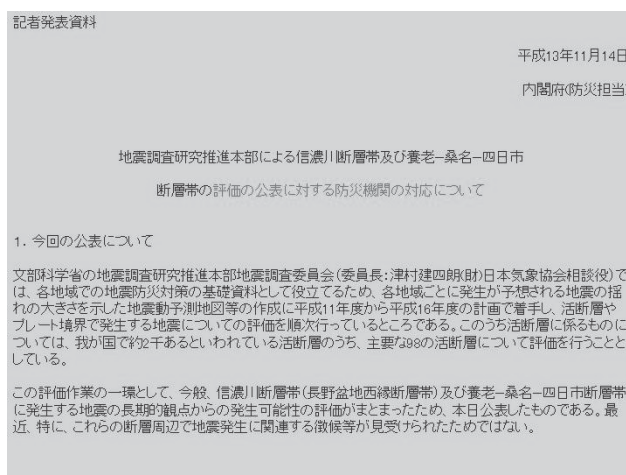 記者発表資料
平成13年11月14日
内閣府(防災担当
地震調査研究推進本部による信濃川断層帯及び養老−桑名−四日市
断層帯の評価の公表に対する防災機関の対応について
1. 今回の公表について
文部科学省の地震調査研究推進本部地震調査委員会(委員長:津村建四朗(財)日本気象協会相談役)で
は、各地域での地震防災対策の基礎資料として役立てるため、各地域ごとに発生が予想される地震の揺
れの大きさを示した地震動予測地図等の作成に平成11年度から平成16年度の計画で着手し、活断層や
プレート境界で発生する地震についての評価を順次行っているところである。このうち活断層に係るものに
ついては、我が国で約2千あるといわれている活断層のうち、主要な98の活断層について評価を行うことと
している。
この評価作業の一環として、今般、信濃川断層帯(長野盆地西縁断層帯)及び養老−桑名−四日市断層帯
に発生する地震の長期的観点からの発生可能性の評価がまとまったため、本日公表したものである。最
近、特に、これらの断層周辺で地震発生に関連する徴候等が見受けられたためではない。